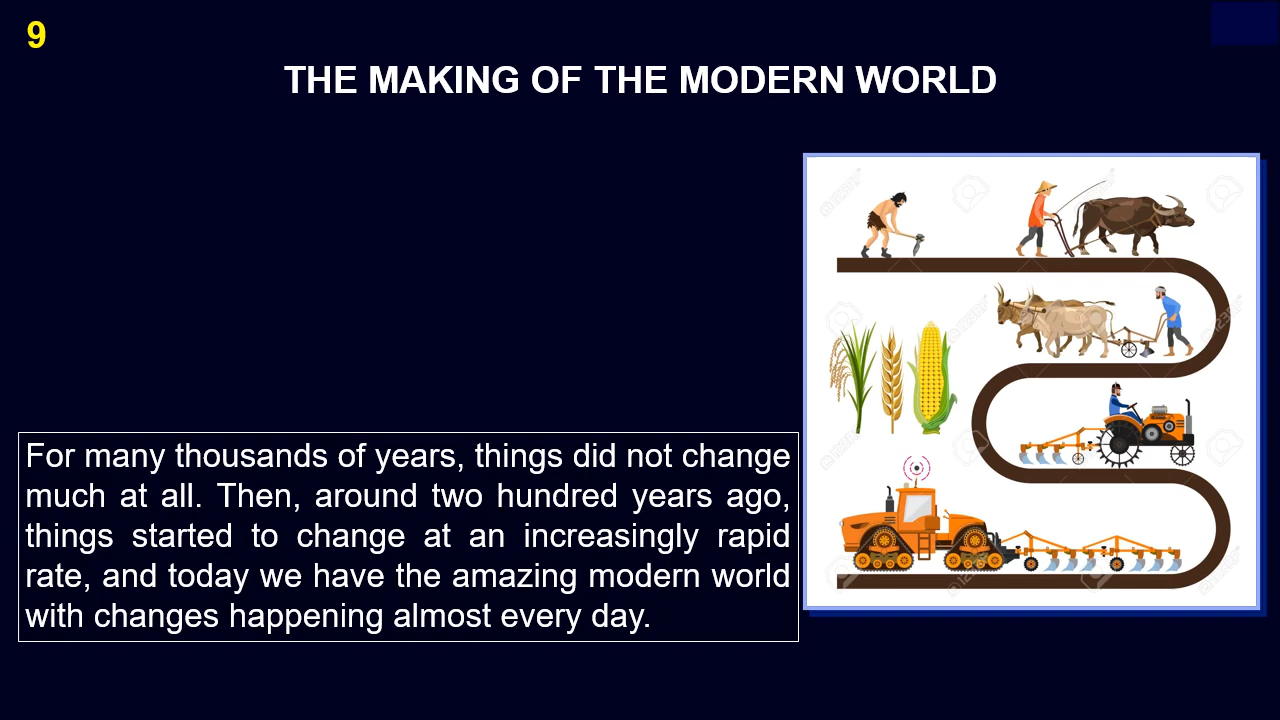 9
THE MAKING OF THE MODERN WORLD
For many thousands of years, things did not change
much at all. Then, around two hundred years ago,
things started to change at an increasingly rapid
rate, and today we have the amazing modern world
with changes happening almost every day.